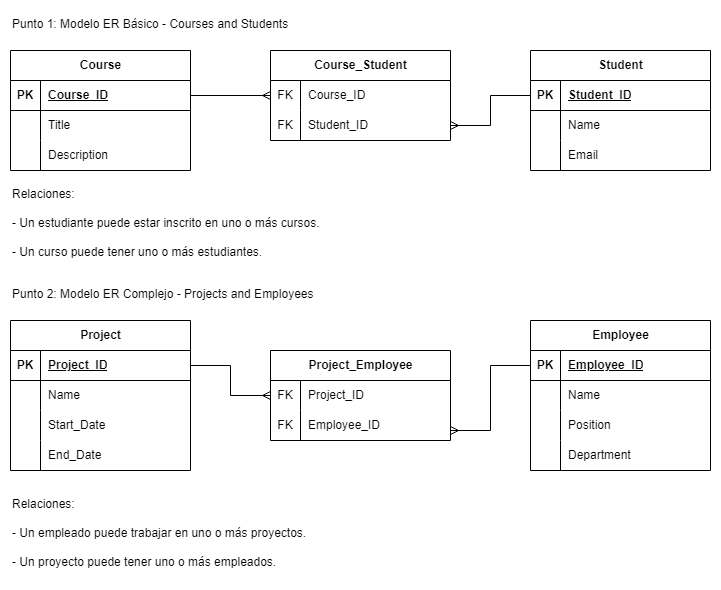 Punto 1: Modelo ER Básico - Courses and Students
Course
PK Course_ID
Title
Description
Course_Student
FK Course_ID
FK Student_ID
Student
PK Student_ID
Name
Email
Relaciones:
- Un estudiante puede estar inscrito en uno o más cursos.
- Un curso puede tener uno o más estudiantes.
Punto 2: Modelo ER Complejo - Projects and Employees
Project
PK Project_ID
Name
Start_Date
End_Date
Project_Employee
FK Project_ID
FK Employee_ID
Employee
PK Employee_ID
Name
Position
Department
Relaciones:
- Un empleado puede trabajar en uno o más proyectos.
- Un proyecto puede tener uno o más empleados.